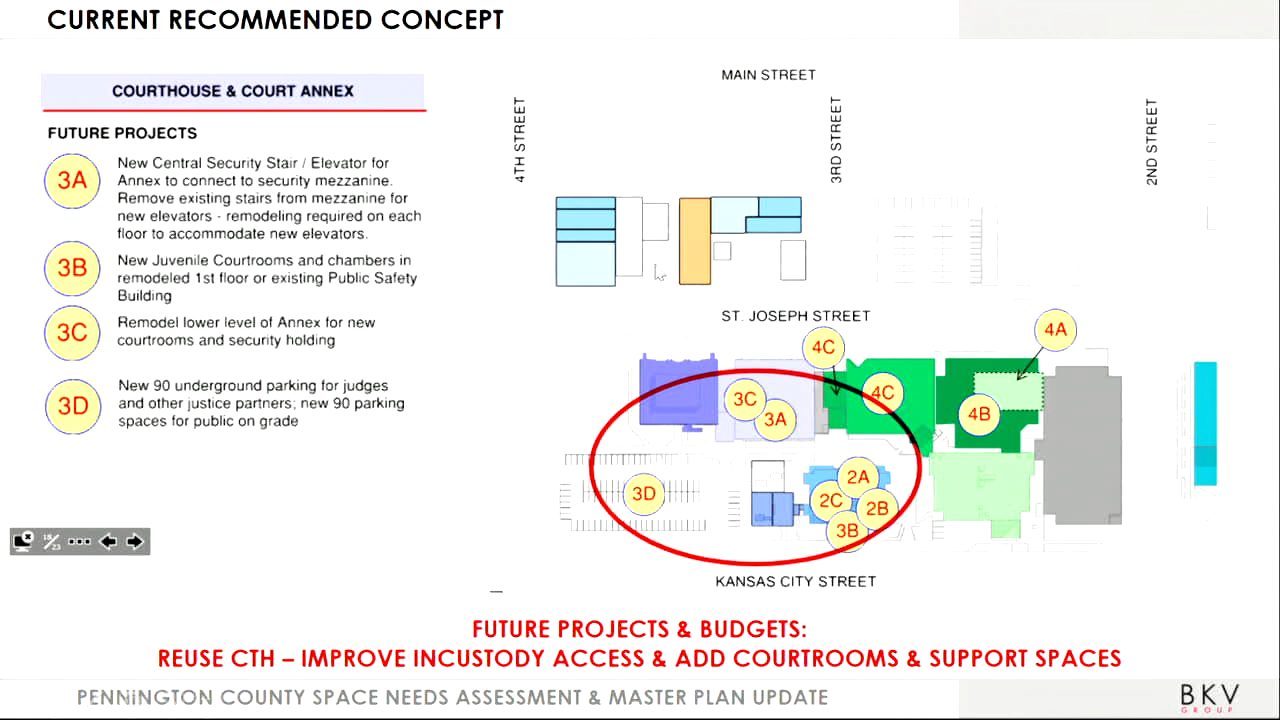 CURRENT RECOMMENDED CONCEPT
COURTHOUSE & COURT ANNEX
FUTURE PROJECTS
3A
New Central Security Stair / Elevator for
Annex to connect to security mezzanine.
Remove existing stairs from mezzanine for
new elevators - remodeling required on each
floor to accommodate new elevators.
3B
New Juvenile Courtrooms and chambers in
remodeled 1st floor or existing Public Safety
Building
3C
Remodel lower level of Annex for new
courtrooms and security holding
3D
New 90 underground parking for judges
and other justice partners; new 90 parking
spaces for public on grade
18/23
MAIN STREET
4TH STREET
3RD STREET
2ND STREET
ST. JOSEPH STREET
4C
4A
3C
3A
4C
4B
3D
2A
2C
2B
3B
KANSAS CITY STREET
FUTURE PROJECTS & BUDGETS:
REUSE CTH – IMPROVE INCUSTODY ACCESS & ADD COURTROOMS & SUPPORT SPACES
PENNINGTON COUNTY SPACE NEEDS ASSESSMENT & MASTER PLAN UPDATE
BKV
GROUP